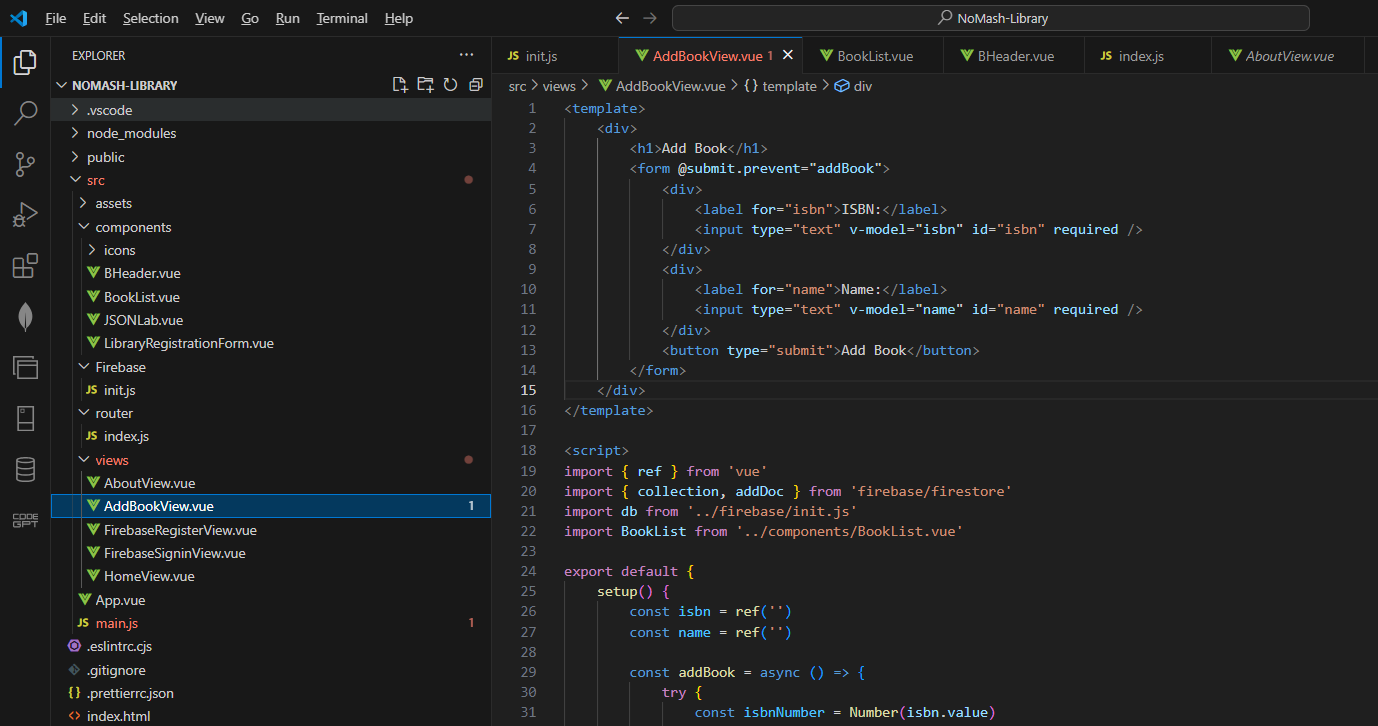 File Edit Selection View Go Run Terminal Help
NoMash-Library
EXPLORER
NOMASH-LIBRARY
.vscode
node_modules
public
src
assets
components
icons
BHeader.vue
BookList.vue
JSONLab.vue
LibraryRegistrationForm.vue
Firebase
JS init.js
router
JS index.js
views
AboutView.vue
AddBookView.vue 1
FirebaseRegisterView.vue
FirebaseSigninView.vue
HomeView.vue
App.vue
JS main.js 1
.eslintrc.cjs
.gitignore
{} .prettierrc.json
<> index.html
CODE
GPT
JS init.js AddBookView.vue 1 BookList.vue BHeader.vue JS index.js AboutView.vue
src > views > AddBookView.vue > {} template > div
1 <template>
2 <div>
3 <h1>Add Book</h1>
4 <form @submit.prevent="addBook">
5 <div>
6 <label for="isbn">ISBN:</label>
7 <input type="text" v-model="isbn" id="isbn" required />
8 </div>
9 <div>
10 <label for="name">Name:</label>
11 <input type="text" v-model="name" id="name" required />
12 </div>
13 <button type="submit">Add Book</button>
14 </form>
15 </div>
16 </template>
17
18 <script>
19 import { ref } from 'vue'
20 import { collection, addDoc } from 'firebase/firestore'
21 import db from '../firebase/init.js'
22 import BookList from '../components/BookList.vue'
23
24 export default {
25 setup() {
26 const isbn = ref('')
27 const name = ref('')
28
29 const addBook = async () => {
30 try {
31 const isbnNumber = Number(isbn.value)